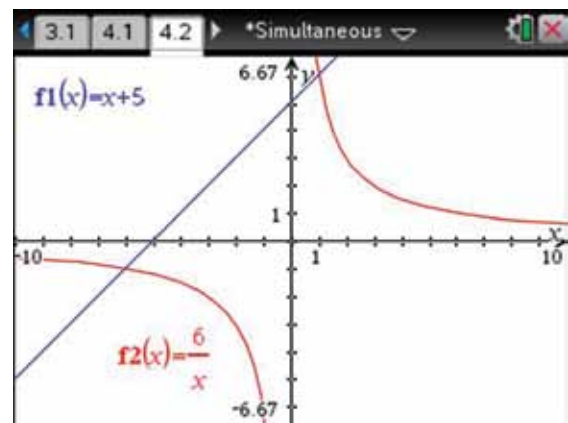 3.1 4.1 4.2 *Simultaneous
6.67 y
f1(x)=x+5
1
-10 1 10 x
f2(x)=6/x
-6.67